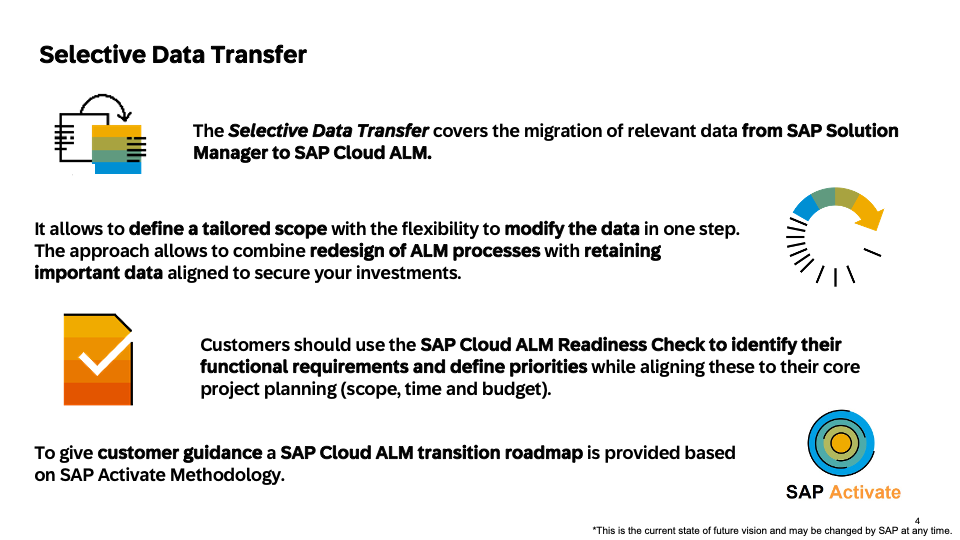 Selective Data Transfer
The Selective Data Transfer covers the migration of relevant data from SAP Solution
Manager to SAP Cloud ALM.
It allows to define a tailored scope with the flexibility to modify the data in one step.
The approach allows to combine redesign of ALM processes with retaining
important data aligned to secure your investments.
Customers should use the SAP Cloud ALM Readiness Check to identify their
functional requirements and define priorities while aligning these to their core
project planning (scope, time and budget).
To give customer guidance a SAP Cloud ALM transition roadmap is provided based
on SAP Activate Methodology.
SAP Activate
4
*This is the current state of future vision and may be changed by SAP at any time.